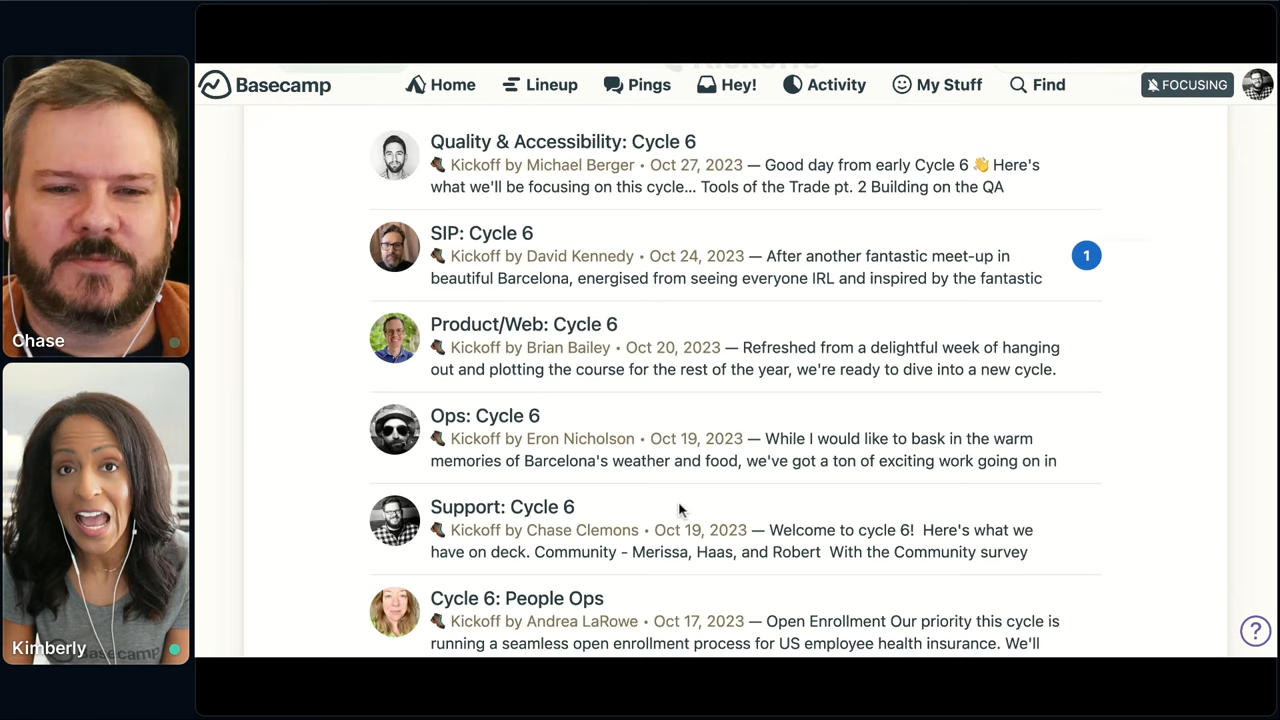 Basecamp
Home
Lineup
Pings
Hey!
Activity
My Stuff
Find
FOCUSING
Quality & Accessibility: Cycle 6
Kickoff by Michael Berger • Oct 27, 2023 — Good day from early Cycle 6 👋 Here's
what we'll be focusing on this cycle... Tools of the Trade pt. 2 Building on the QA
SIP: Cycle 6
Kickoff by David Kennedy • Oct 24, 2023 — After another fantastic meet-up in
beautiful Barcelona, energised from seeing everyone IRL and inspired by the fantastic
1
Product/Web: Cycle 6
Kickoff by Brian Bailey • Oct 20, 2023 — Refreshed from a delightful week of hanging
out and plotting the course for the rest of the year, we're ready to dive into a new cycle.
Ops: Cycle 6
Kickoff by Eron Nicholson • Oct 19, 2023 — While I would like to bask in the warm
memories of Barcelona's weather and food, we've got a ton of exciting work going on in
Support: Cycle 6
Kickoff by Chase Clemons • Oct 19, 2023 — Welcome to cycle 6! Here's what we
have on deck. Community - Merissa, Haas, and Robert With the Community survey
Cycle 6: People Ops
Kickoff by Andrea LaRowe • Oct 17, 2023 — Open Enrollment Our priority this cycle is
running a seamless open enrollment process for US employee health insurance. We'll
?
Chase
Kimberly
Basecamp